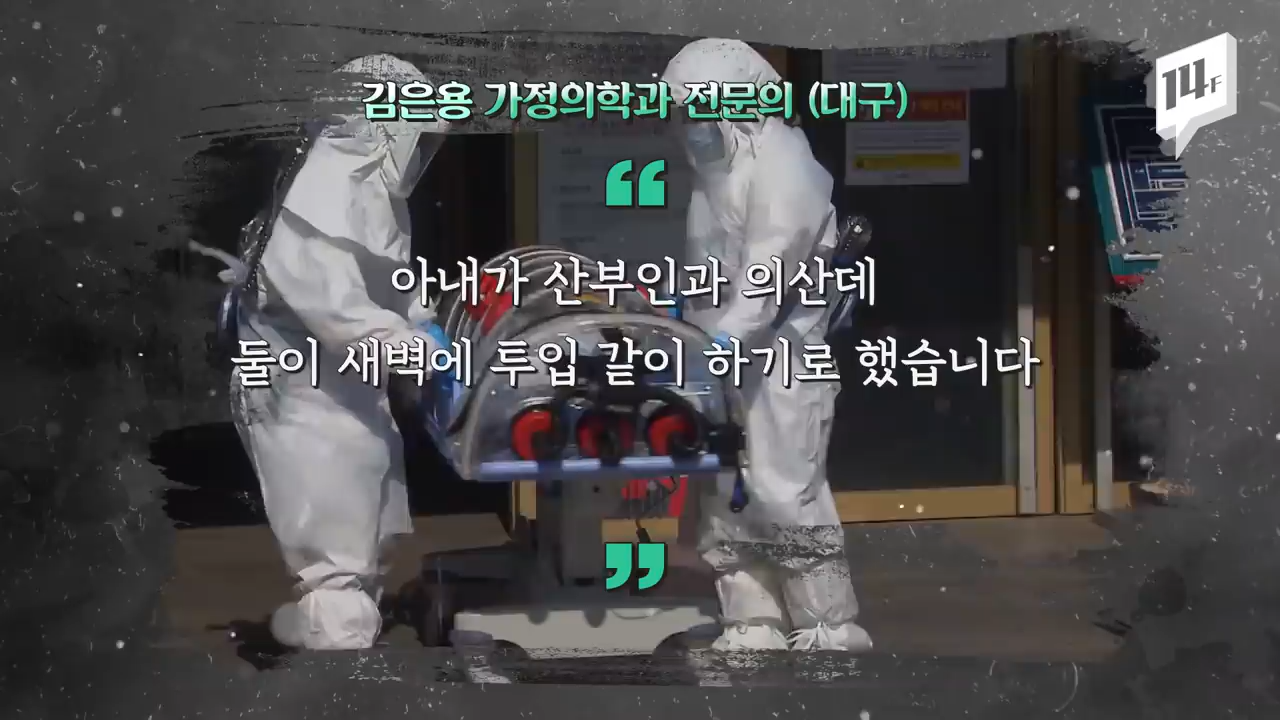 14F
김은용 가정의학과 전문의 (대구)
“
아내가 산부인과 의산데
둘이 새벽에 투입 같이 하기로 했습니다
”